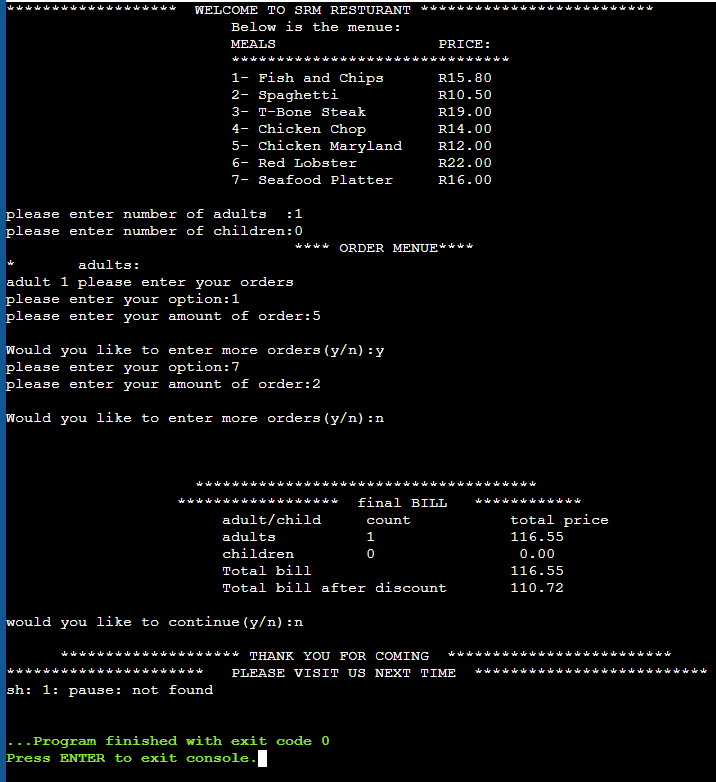 ******************* WELCOME TO SRM RESTURANT **************************
Below is the menue:
MEALS PRICE:
*******************************
1- Fish and Chips R15.80
2- Spaghetti R10.50
3- T-Bone Steak R19.00
4- Chicken Chop R14.00
5- Chicken Maryland R12.00
6- Red Lobster R22.00
7- Seafood Platter R16.00
please enter number of adults :1
please enter number of children:0
**** ORDER MENUE****
* adults:
adult 1 please enter your orders
please enter your option:1
please enter your amount of order:5
Would you like to enter more orders(y/n):y
please enter your option:7
please enter your amount of order:2
Would you like to enter more orders(y/n):n
**************************************
****************** final BILL ************
adult/child count total price
adults 1 116.55
children 0 0.00
Total bill 116.55
Total bill after discount 110.72
would you like to continue(y/n):n
******************** THANK YOU FOR COMING *************************
********************** PLEASE VISIT US NEXT TIME **************************
sh: 1: pause: not found
...Program finished with exit code 0
Press ENTER to exit console.